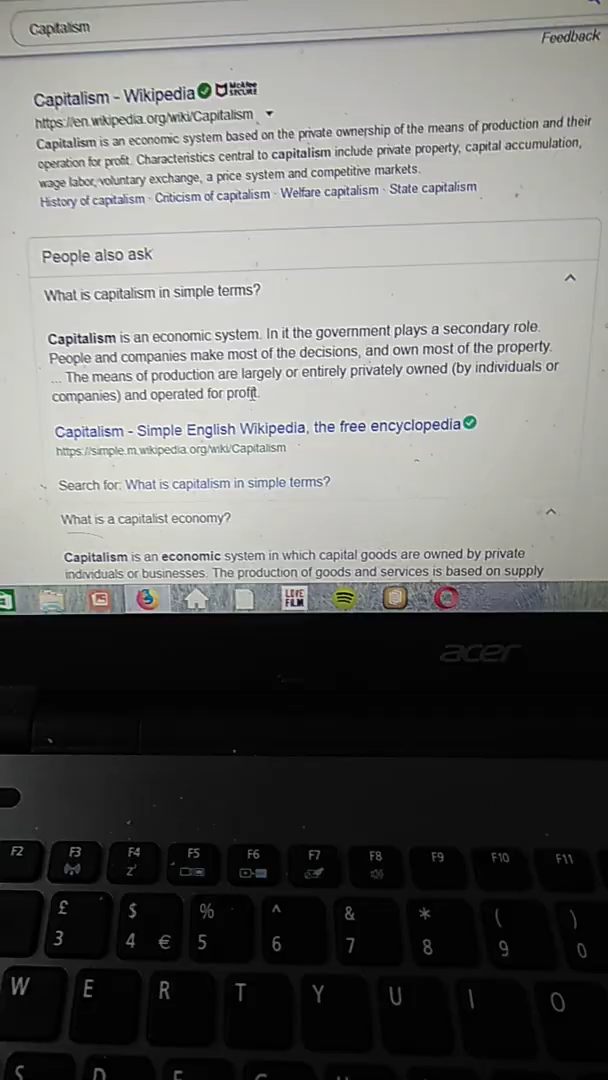 Capitalism
Feedback
Capitalism - Wikipedia McAfee SECURE
https://en.wikipedia.org/wiki/Capitalism
Capitalism is an economic system based on the private ownership of the means of production and their
operation for profit. Characteristics central to capitalism include private property, capital accumulation,
wage labor, voluntary exchange, a price system and competitive markets.
History of capitalism · Criticism of capitalism · Welfare capitalism · State capitalism
People also ask
What is capitalism in simple terms?
Capitalism is an economic system. In it the government plays a secondary role.
People and companies make most of the decisions, and own most of the property.
... The means of production are largely or entirely privately owned (by individuals or
companies) and operated for profit.
Capitalism - Simple English Wikipedia, the free encyclopedia
https://simple.m.wikipedia.org/wiki/Capitalism
Search for: What is capitalism in simple terms?
What is a capitalist economy?
Capitalism is an economic system in which capital goods are owned by private
individuals or businesses. The production of goods and services is based on supply
LOVE
FiLM
acer
F2 F3 F4 F5 F6 F7 F8 F9 F10 F11
z
£ $ % ^ & * ( )
3 4 € 5 6 7 8 9 0
W E R T Y U I O